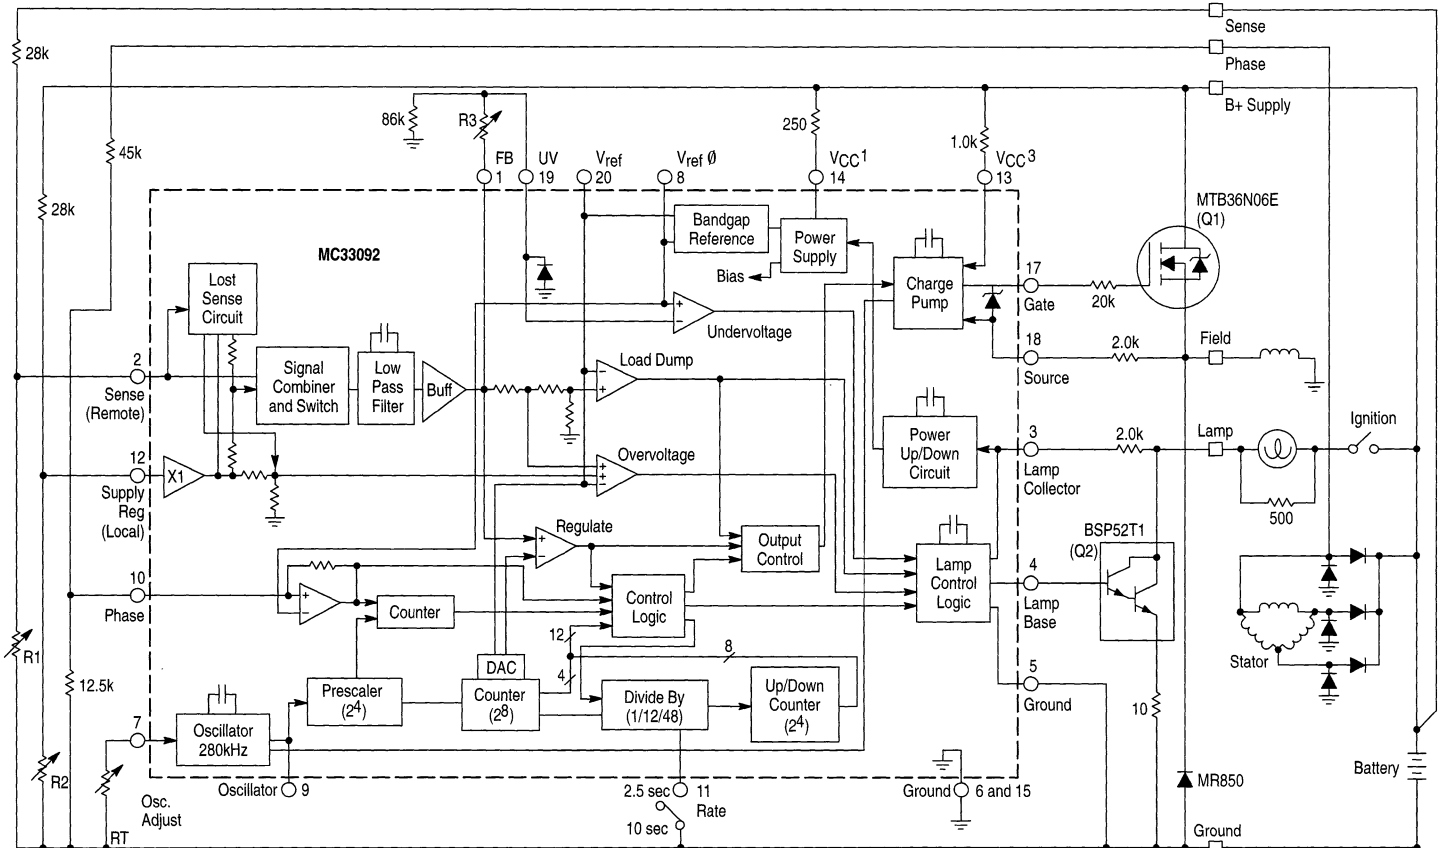 Sense
Phase
B+ Supply
28k
45k
28k
86k
R3
250
1.0k
FB
1
UV
19
Vref
20
Vref Ø
8
VCC1
14
VCC3
13
MC33092
MTB36N06E
(Q1)
Bandgap
Reference
Power
Supply
Bias
Charge
Pump
17
Gate
20k
Lost
Sense
Circuit
Undervoltage
18
Source
2.0k
Field
2
Sense
(Remote)
Signal
Combiner
and Switch
Low
Pass
Filter
Buff
Load Dump
Power
Up/Down
Circuit
3
Lamp
Collector
2.0k
Lamp
Ignition
500
12
Supply
Reg
(Local)
X1
Overvoltage
BSP52T1
(Q2)
Regulate
Output
Control
Lamp
Control
Logic
4
Lamp
Base
10
Phase
Counter
Control
Logic
12
4
8
5
Ground
Stator
R1
12.5k
DAC
Counter
(2⁸)
Prescaler
(2⁴)
Divide By
(1/12/48)
Up/Down
Counter
(2⁴)
10
7
Oscillator
280kHz
R2
Osc.
Adjust
RT
Oscillator
9
2.5 sec
11
Rate
10 sec
Ground
6 and 15
MR850
Battery
Ground